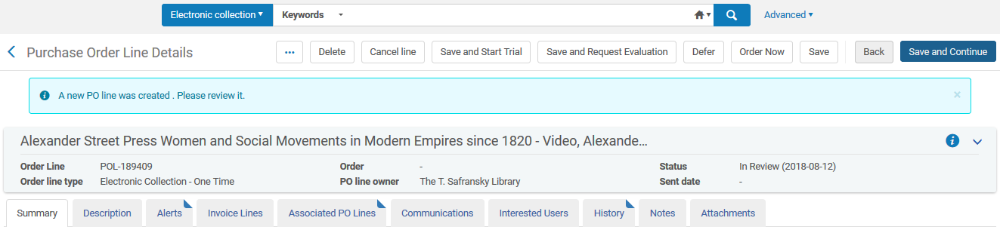 Electronic collection Keywords Advanced
Purchase Order Line Details ••• Delete Cancel line Save and Start Trial Save and Request Evaluation Defer Order Now Save Back Save and Continue
A new PO line was created . Please review it.
Alexander Street Press Women and Social Movements in Modern Empires since 1820 - Video, Alexande...
Order Line POL-189409 Order - Status In Review (2018-08-12)
Order line type Electronic Collection - One Time PO line owner The T. Safransky Library Sent date -
Summary Description Alerts Invoice Lines Associated PO Lines Communications Interested Users History Notes Attachments